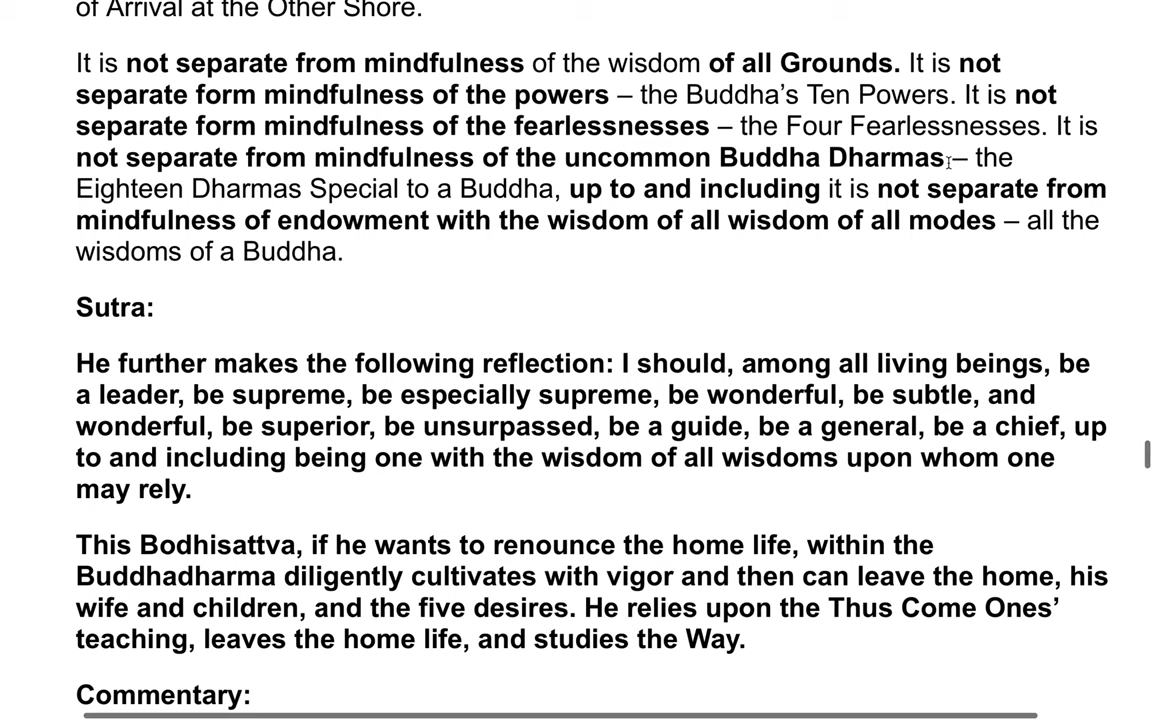 of Arrival at the Other Shore.
It is not separate from mindfulness of the wisdom of all Grounds. It is not
separate form mindfulness of the powers – the Buddha's Ten Powers. It is not
separate form mindfulness of the fearlessnesses – the Four Fearlessnesses. It is
not separate from mindfulness of the uncommon Buddha Dharmas – the
Eighteen Dharmas Special to a Buddha, up to and including it is not separate from
mindfulness of endowment with the wisdom of all wisdom of all modes – all the
wisdoms of a Buddha.
Sutra:
He further makes the following reflection: I should, among all living beings, be
a leader, be supreme, be especially supreme, be wonderful, be subtle, and
wonderful, be superior, be unsurpassed, be a guide, be a general, be a chief, up
to and including being one with the wisdom of all wisdoms upon whom one
may rely.
This Bodhisattva, if he wants to renounce the home life, within the
Buddhadharma diligently cultivates with vigor and then can leave the home, his
wife and children, and the five desires. He relies upon the Thus Come Ones’
teaching, leaves the home life, and studies the Way.
Commentary: